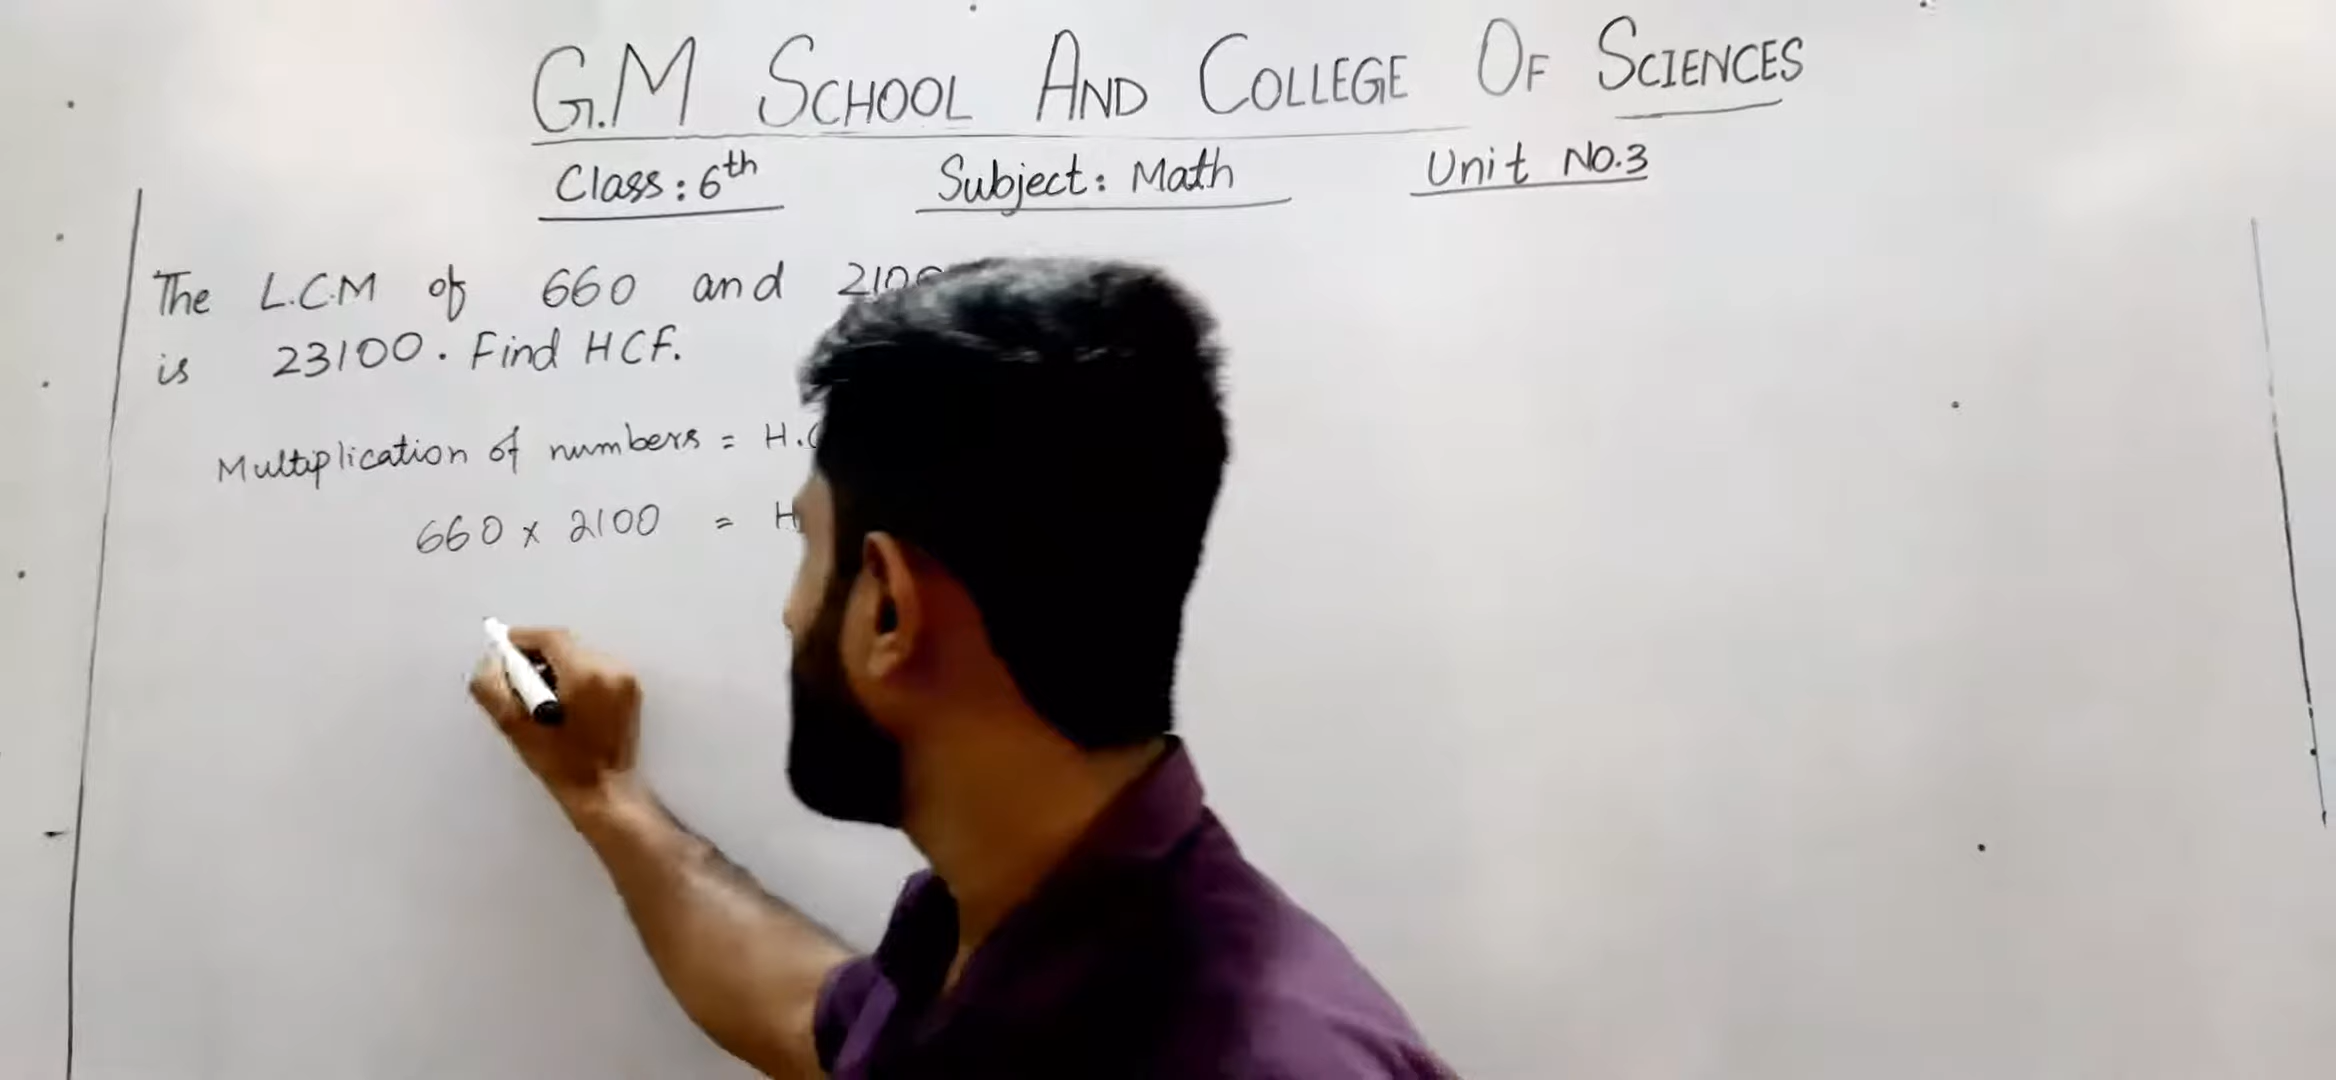 G.M SCHOOL AND COLLEGE OF SCIENCES
Class: 6th Subject: Math Unit No.3
The L.C.M of 660 and 2100
is 23100. Find HCF.
Multiplication of numbers = H.C
660 x 2100 = H